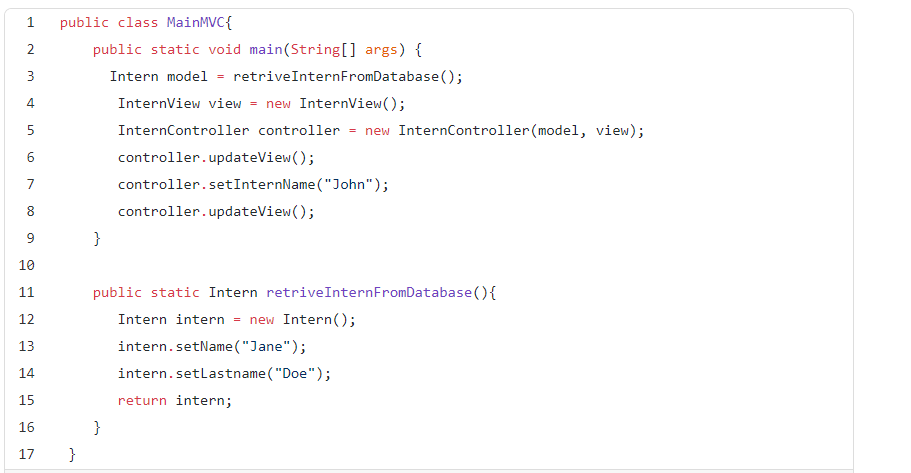 1 public class MainMVC{
2 public static void main(String[] args) {
3 Intern model = retriveInternFromDatabase();
4 InternView view = new InternView();
5 InternController controller = new InternController(model, view);
6 controller.updateView();
7 controller.setInternName("John");
8 controller.updateView();
9 }
10
11 public static Intern retriveInternFromDatabase(){
12 Intern intern = new Intern();
13 intern.setName("Jane");
14 intern.setLastname("Doe");
15 return intern;
16 }
17 }